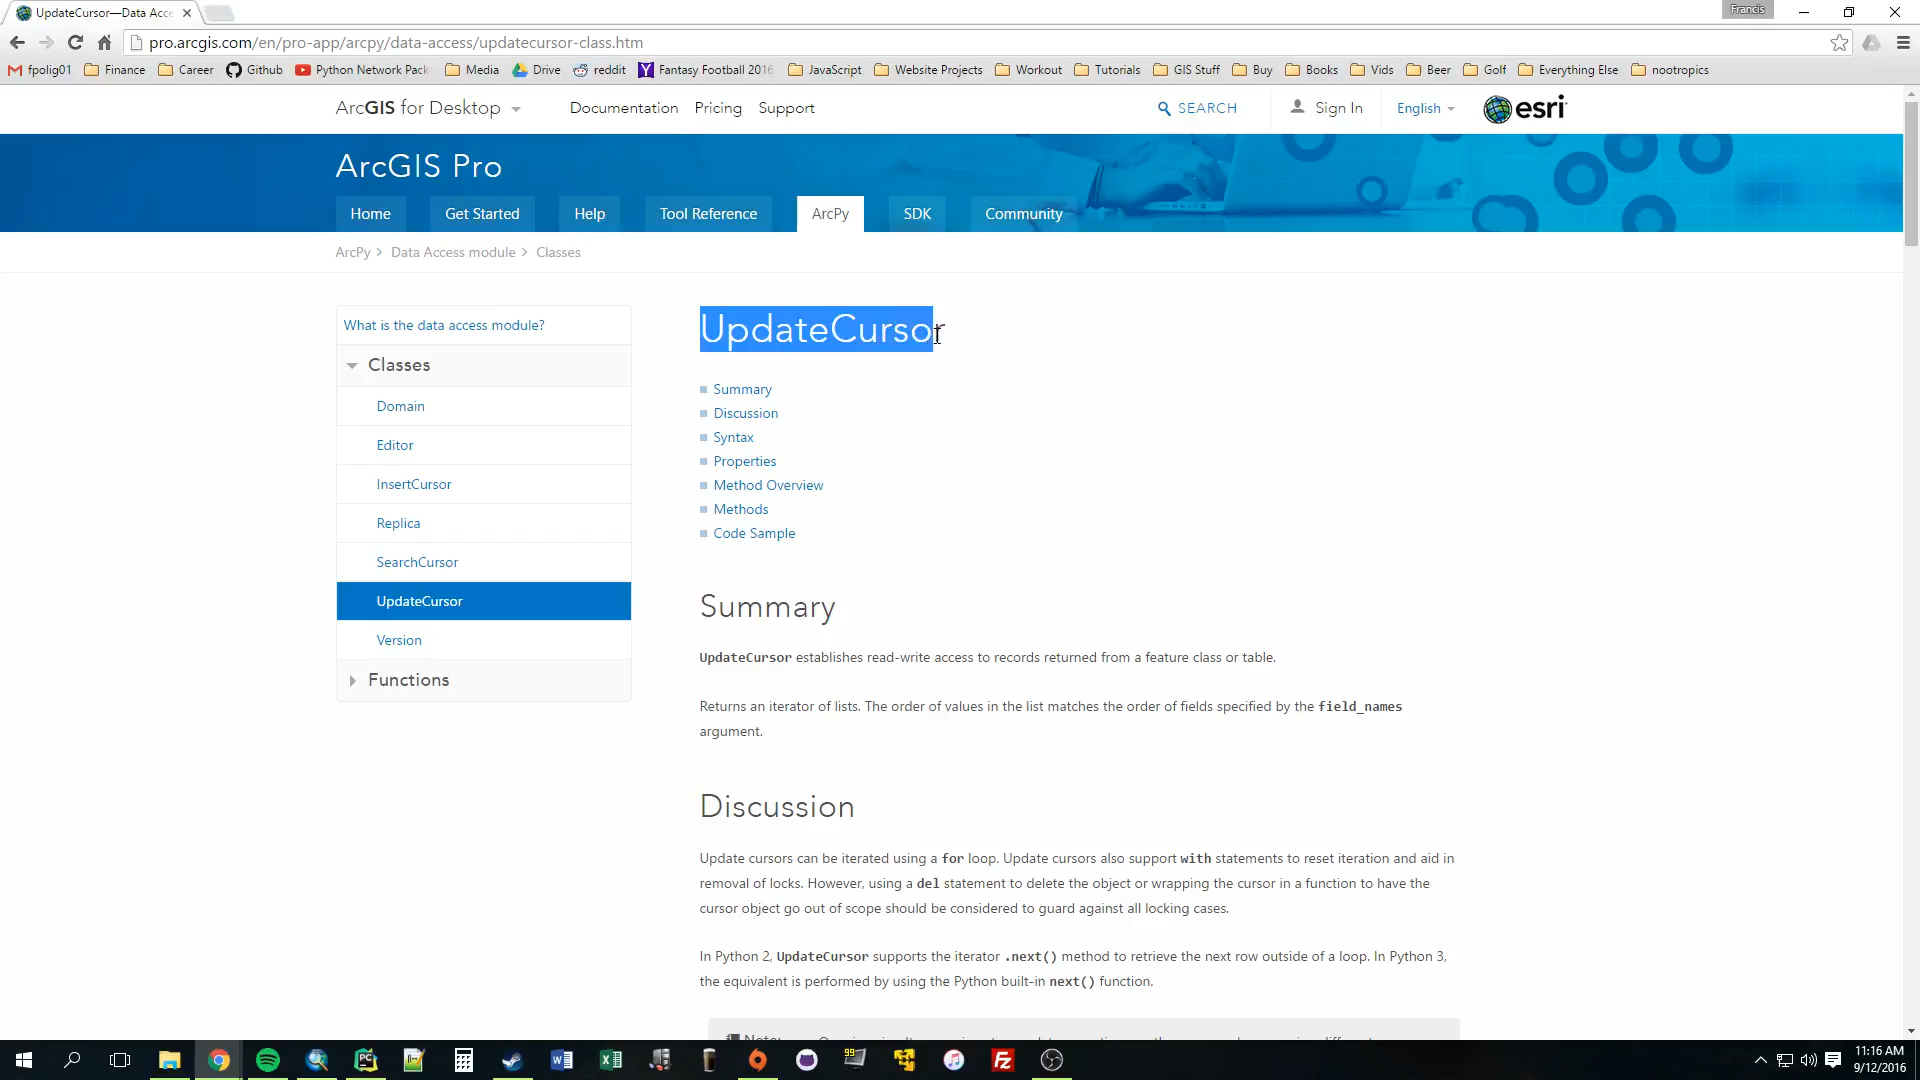 UpdateCursor—Data Acce
Francis
pro.arcgis.com/en/pro-app/arcpy/data-access/updatecursor-class.htm
fpolig01 Finance Career Github Python Network Pack Media Drive reddit Fantasy Football 2016 JavaScript Website Projects Workout Tutorials GIS Stuff Buy Books Vids Beer Golf Everything Else nootropics
ArcGIS for Desktop Documentation Pricing Support SEARCH Sign In English esri
ArcGIS Pro
Home Get Started Help Tool Reference ArcPy SDK Community
ArcPy > Data Access module > Classes
What is the data access module?
Classes
Domain
Editor
InsertCursor
Replica
SearchCursor
UpdateCursor
Version
Functions
UpdateCursor
Summary
Discussion
Syntax
Properties
Method Overview
Methods
Code Sample
Summary
UpdateCursor establishes read-write access to records returned from a feature class or table.
Returns an iterator of lists. The order of values in the list matches the order of fields specified by the field_names
argument.
Discussion
Update cursors can be iterated using a for loop. Update cursors also support with statements to reset iteration and aid in
removal of locks. However, using a del statement to delete the object or wrapping the cursor in a function to have the
cursor object go out of scope should be considered to guard against all locking cases.
In Python 2, UpdateCursor supports the iterator .next() method to retrieve the next row outside of a loop. In Python 3,
the equivalent is performed by using the Python built-in next() function.
11:16 AM
9/12/2016